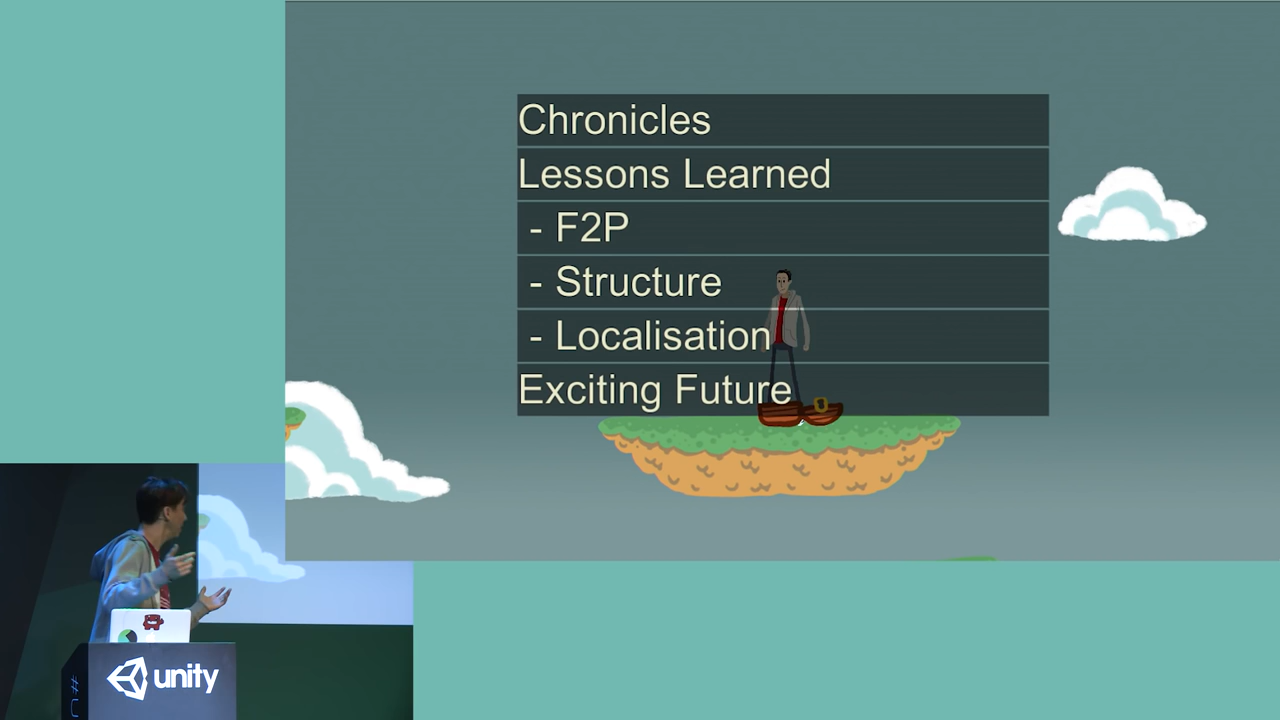 Chronicles
Lessons Learned
- F2P
- Structure
- Localisation
Exciting Future
unity
#